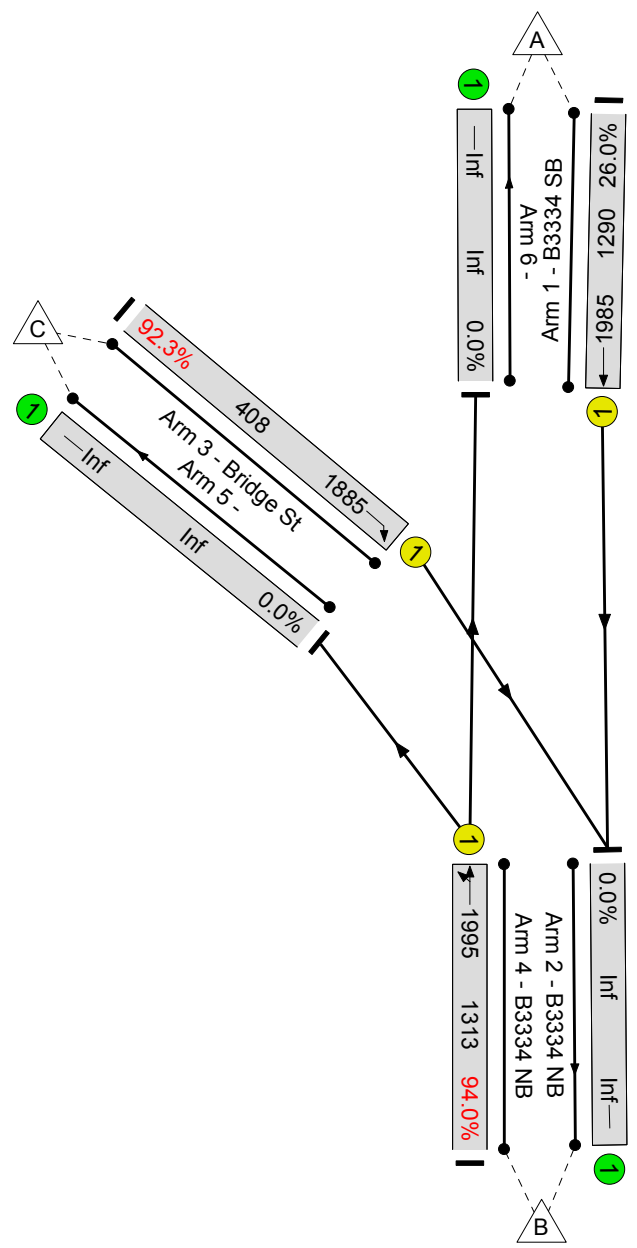 A
1
1
Inf
Inf
0.0%
Arm 6 -
Arm 1 - B3334 SB
1985 1290 26.0%
1
C
92.3%
408
1885
1
Arm 3 - Bridge St
Arm 5 -
1
Inf
Inf
0.0%
1
1995 1313 94.0%
Arm 4 - B3334 NB
Arm 2 - B3334 NB
0.0% Inf Inf
1
B